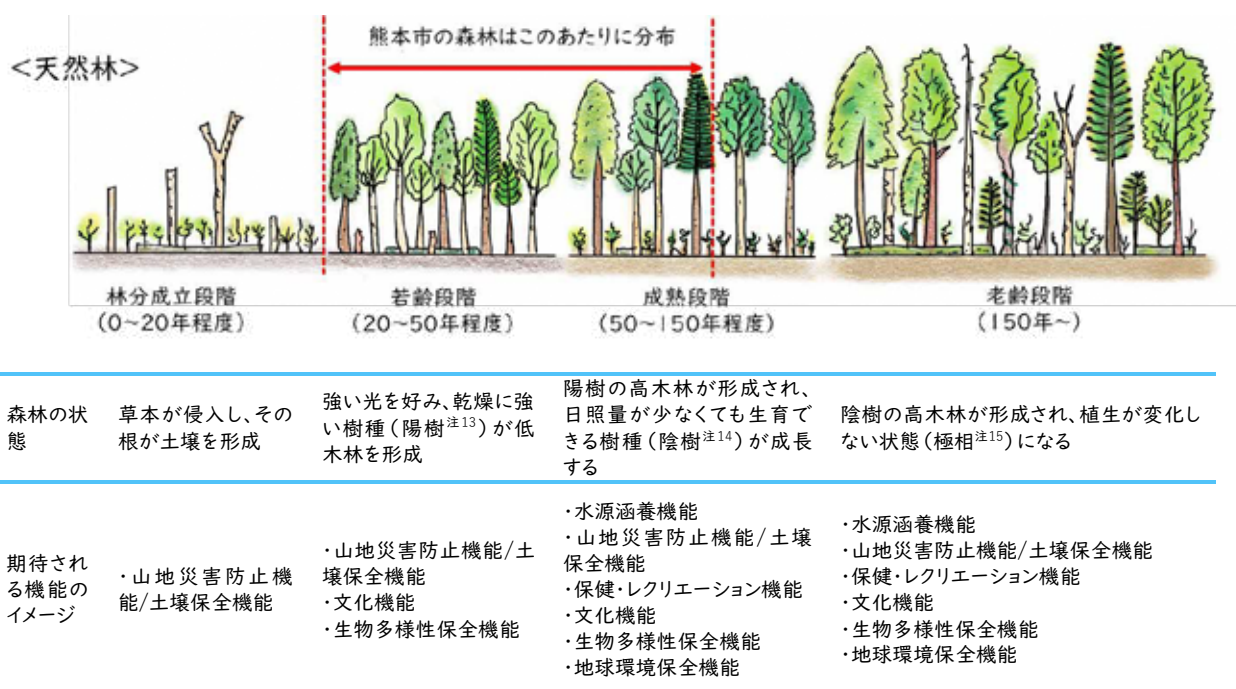 熊本市の森林はこのあたりに分布
<天然林>
林分成立段階
(0~20年程度)
若齢段階
(20~50年程度)
成熟段階
(50~150年程度)
老齢段階
(150年~)
森林の状
態
草本が侵入し、その
根が土壌を形成
強い光を好み、乾燥に強
い樹種(陽樹注13)が低
木林を形成
陽樹の高木林が形成され、
日照量が少なくても生育で
きる樹種(陰樹注14)が成長
する
陰樹の高木林が形成され、植生が変化し
ない状態(極相注15)になる
期待され
る機能の
イメージ
・山地災害防止機
能/土壌保全機能
・山地災害防止機能/土
壌保全機能
・文化機能
・生物多様性保全機能
・水源涵養機能
・山地災害防止機能/土壌
保全機能
・保健・レクリエーション機能
・文化機能
・生物多様性保全機能
・地球環境保全機能
・水源涵養機能
・山地災害防止機能/土壌保全機能
・保健・レクリエーション機能
・文化機能
・生物多様性保全機能
・地球環境保全機能